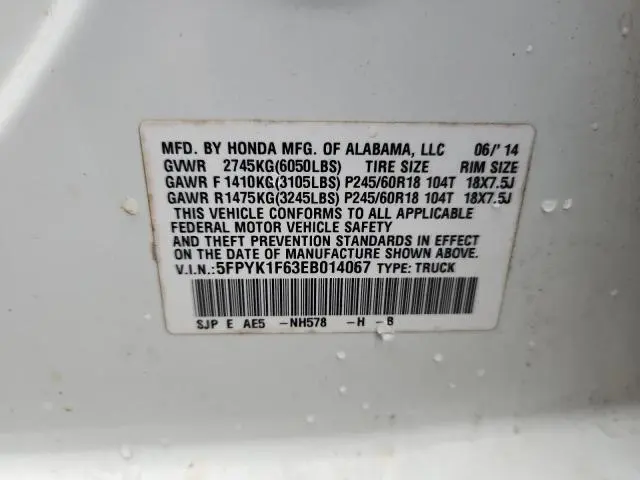 MFD. BY HONDA MFG. OF ALABAMA, LLC 06/'14
GVWR 2745KG(6050LBS) TIRE SIZE RIM SIZE
GAWR F 1410KG(3105LBS) P245/60R18 104T 18X7.5J
GAWR R 1475KG(3245LBS) P245/60R18 104T 18X7.5J
THIS VEHICLE CONFORMS TO ALL APPLICABLE
FEDERAL MOTOR VEHICLE SAFETY
AND THEFT PREVENTION STANDARDS IN EFFECT
ON THE DATE OF MANUFACTURE SHOWN ABOVE.
V.I.N.:5FPYK1F63EB014067 TYPE: TRUCK
SJP E AE5 -NH578 -H -B